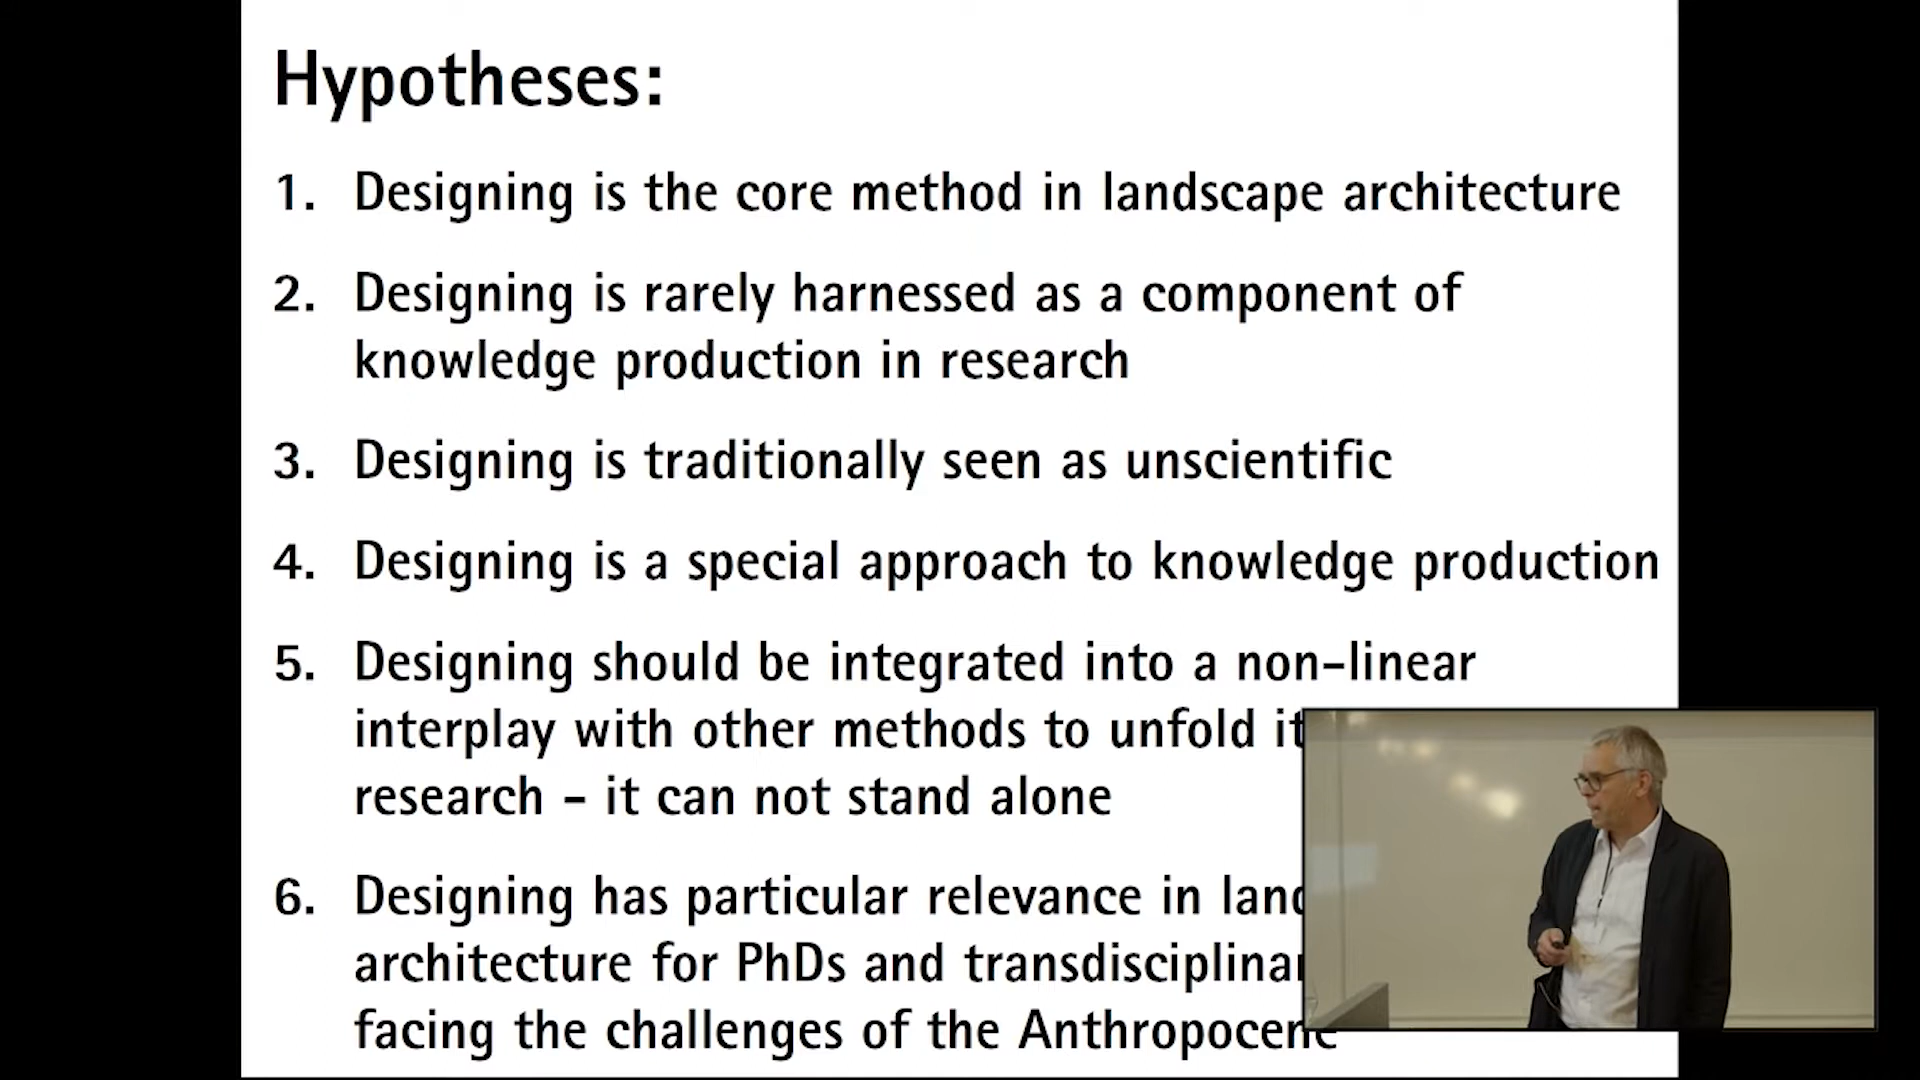 Hypotheses:
1. Designing is the core method in landscape architecture
2. Designing is rarely harnessed as a component of
knowledge production in research
3. Designing is traditionally seen as unscientific
4. Designing is a special approach to knowledge production
5. Designing should be integrated into a non-linear
interplay with other methods to unfold
research - it can not stand alone
6. Designing has particular relevance in
architecture for PhDs and
facing the challenges of the Anthropocene